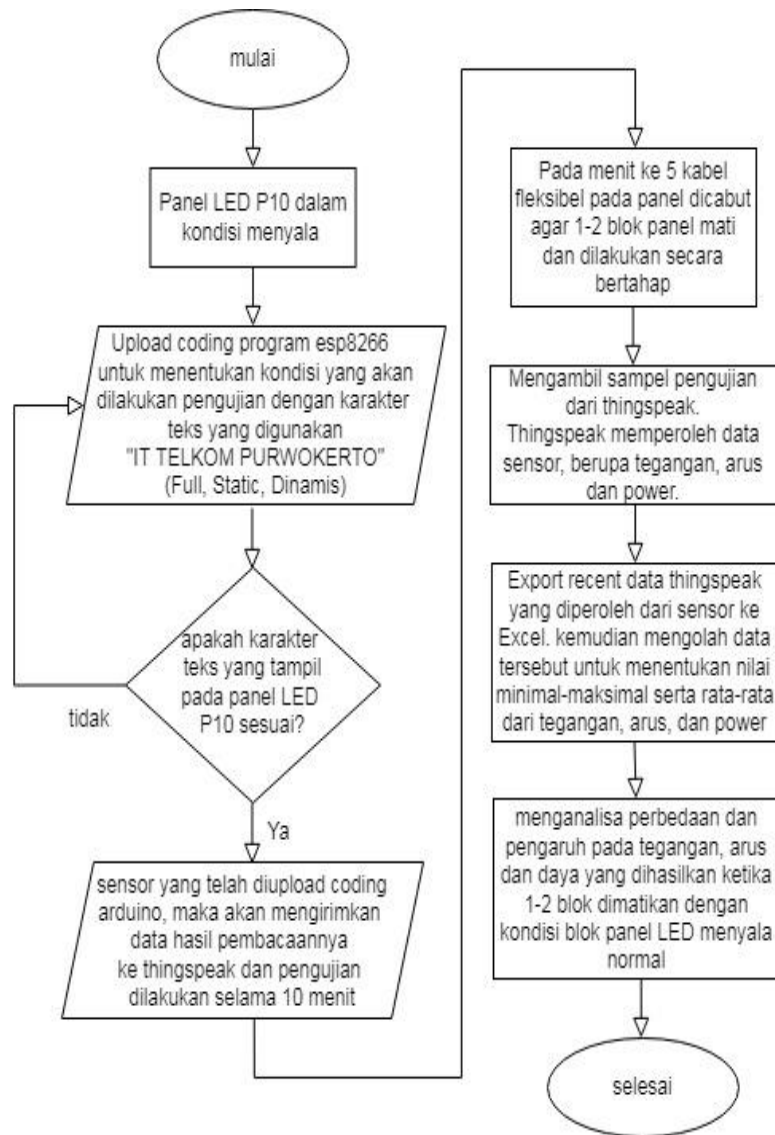 mulai
Panel LED P10 dalam
kondisi menyala
Upload coding program esp8266
untuk menentukan kondisi yang akan
dilakukan pengujian dengan karakter
teks yang digunakan
"IT TELKOM PURWOKERTO"
(Full, Static, Dinamis)
apakah karakter
teks yang tampil
pada panel LED
P10 sesuai?
tidak
Ya
sensor yang telah diupload coding
arduino, maka akan mengirimkan
data hasil pembacaannya
ke thingspeak dan pengujian
dilakukan selama 10 menit
Pada menit ke 5 kabel
fleksibel pada panel dicabut
agar 1-2 blok panel mati
dan dilakukan secara
bertahap
Mengambil sampel pengujian
dari thingspeak.
Thingspeak memperoleh data
sensor, berupa tegangan, arus
dan power.
Export recent data thingspeak
yang diperoleh dari sensor ke
Excel. kemudian mengolah data
tersebut untuk menentukan nilai
minimal-maksimal serta rata-rata
dari tegangan, arus, dan power
menganalisa perbedaan dan
pengaruh pada tegangan, arus
dan daya yang dihasilkan ketika
1-2 blok dimatikan dengan
kondisi blok panel LED menyala
normal
selesai